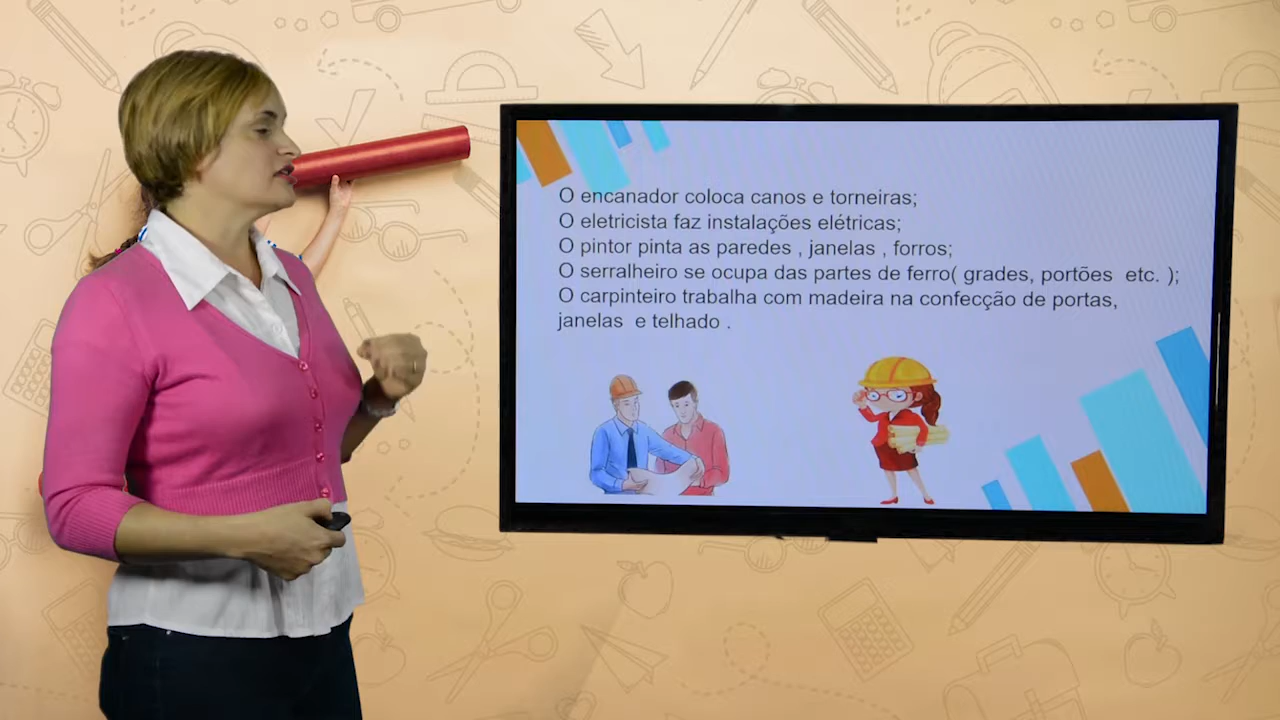 O encanador coloca canos e torneiras;
O eletricista faz instalações elétricas;
O pintor pinta as paredes , janelas , forros;
O serralheiro se ocupa das partes de ferro( grades, portões  etc. );
O carpinteiro trabalha com madeira na confecção de portas,
janelas  e telhado .